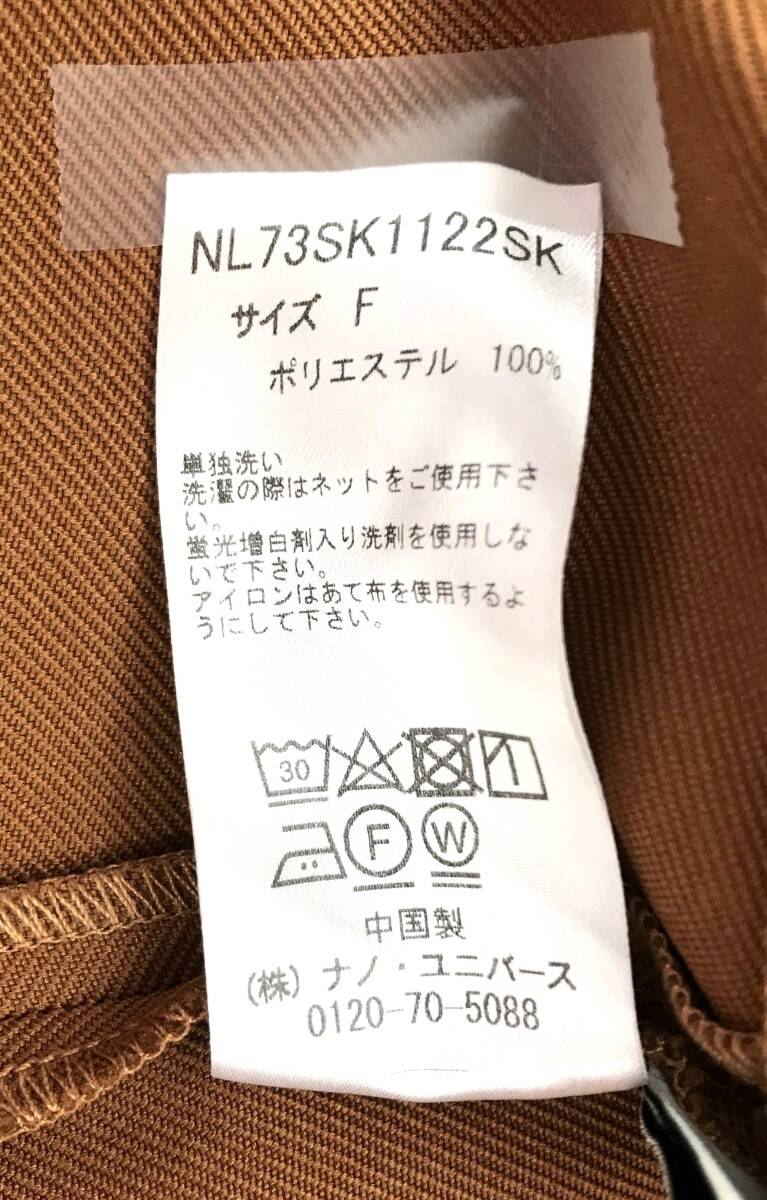 NL73SK1122SK
サイズ F
ポリエステル 100%
単独洗い
洗濯の際はネットをご使用下さ
い。
蛍光増白剤入り洗剤を使用しな
いで下さい。
アイロンはあて布を使用するよ
うにして下さい。
30
F W
中国製
(株) ナノ・ユニバース
0120-70-5088